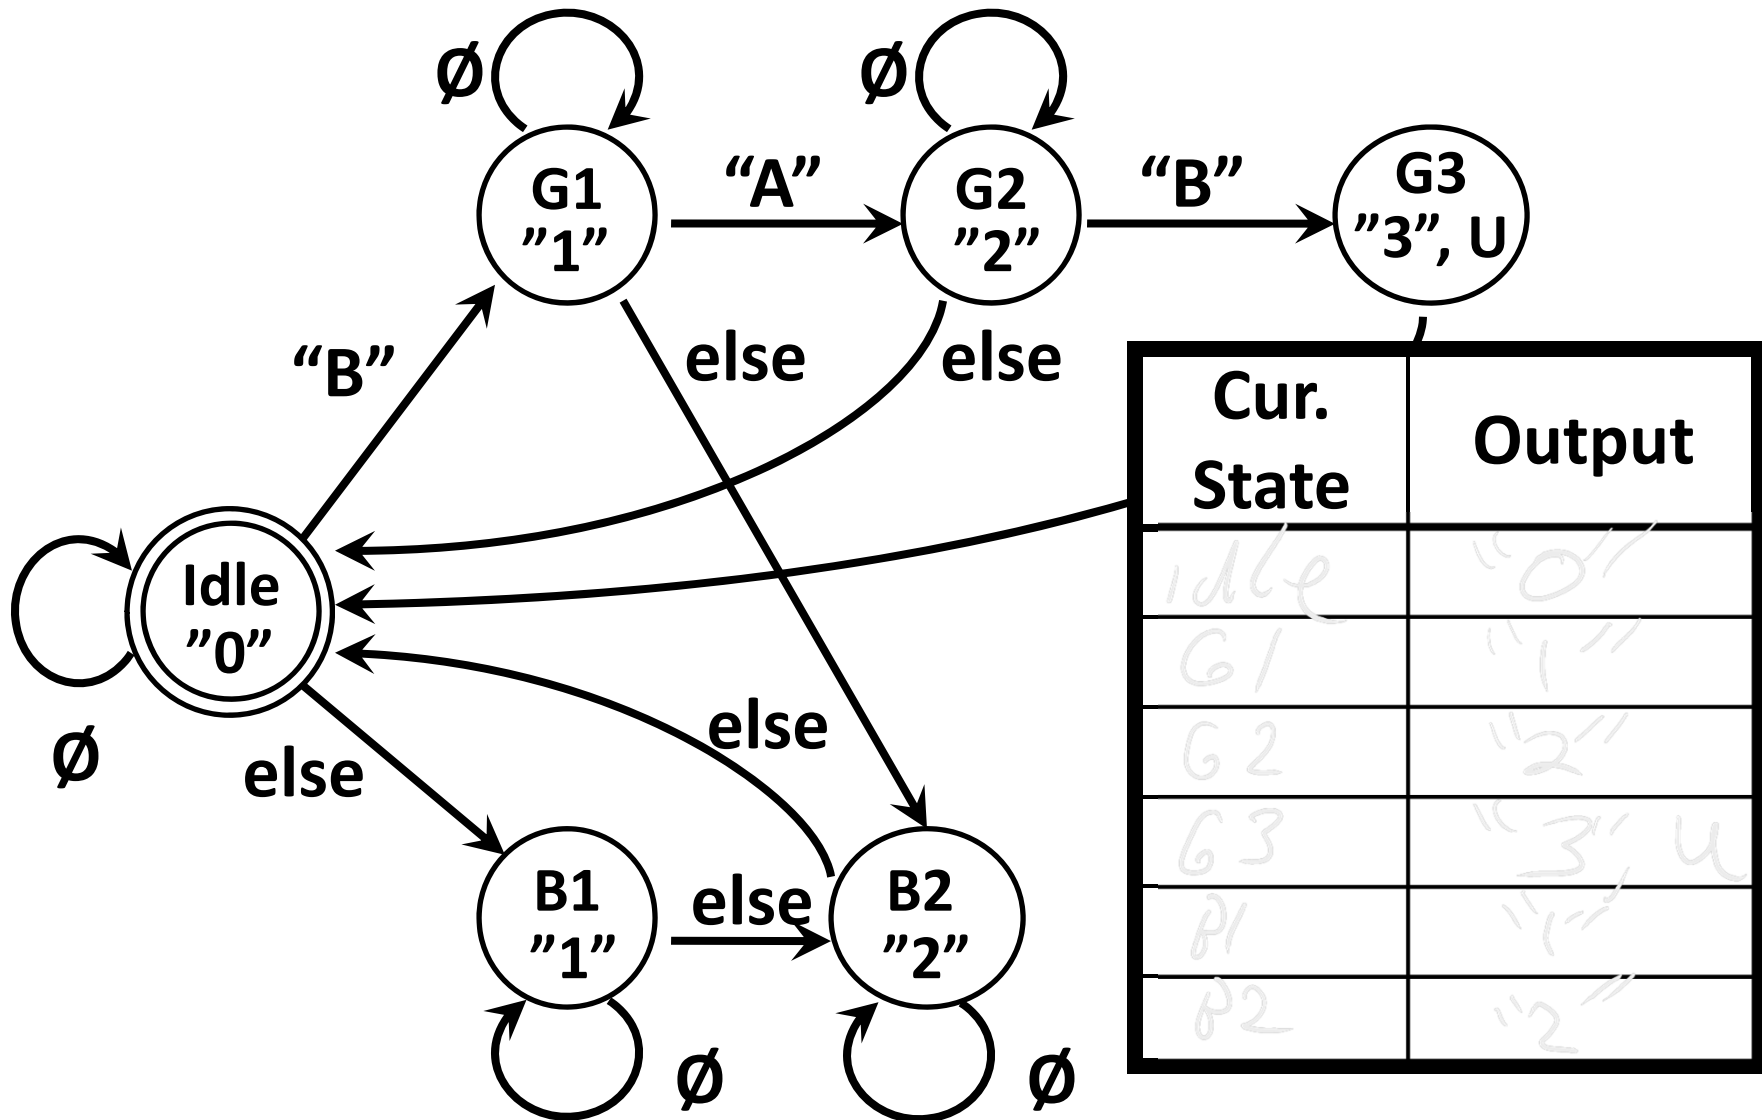 Ø
Ø
G1
”1”
“A”
G2
”2”
“B”
G3
”3”, U
“B”
else
else
Idle
”0”
Ø
else
else
B1
”1”
else
B2
”2”
Ø
Ø
Cur. State
Output
idle "0"
G1 "1"
G2 "2"
G3 "3" U
B1 "1"
B2 "2"